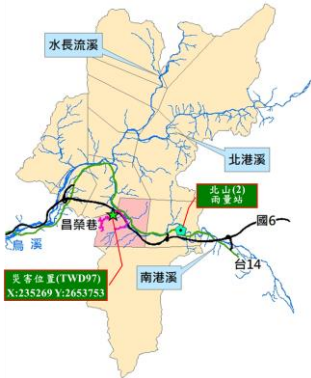 水長流溪
北港溪
北山(2)
雨量站
國6
昌榮巷
烏溪
災害位置(TWD97)
X:235269 Y:2653753
南港溪
台14